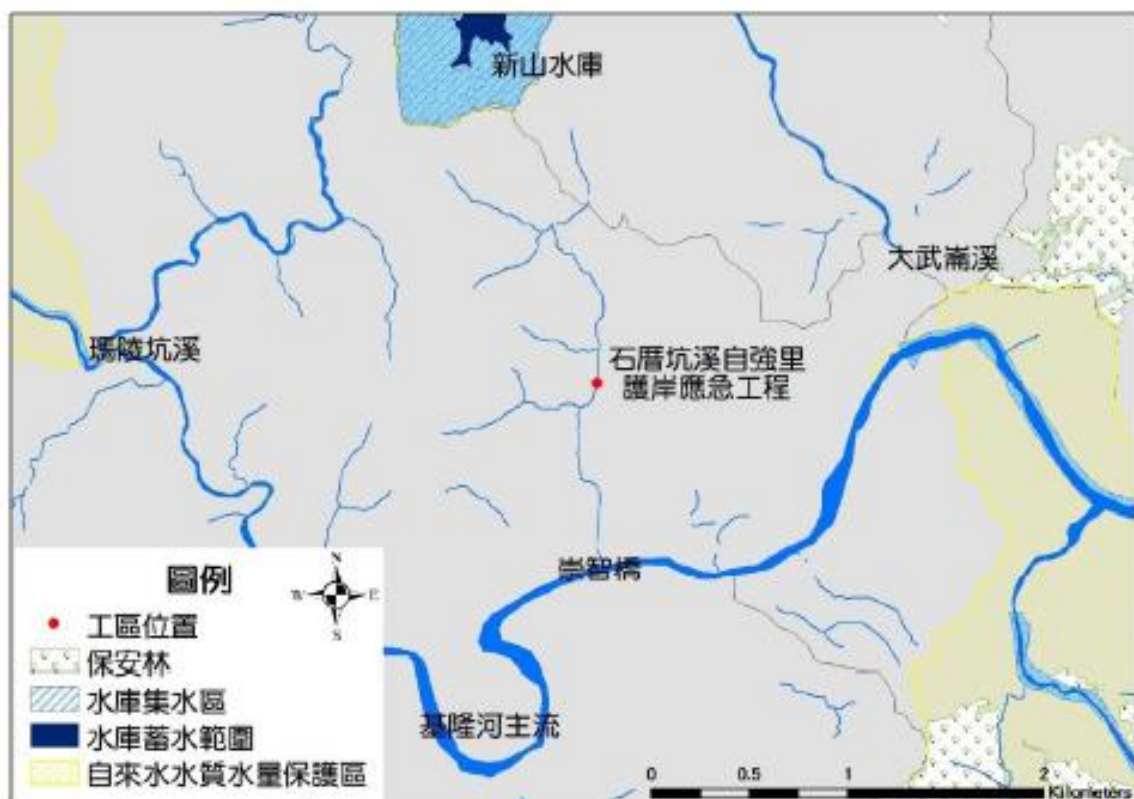 新山水庫
大武崙溪
瑪陵坑溪
石厝坑溪自強里
護岸應急工程
崇智橋
基隆河主流
圖例
N
W
E
S
工區位置
保安林
水庫集水區
水庫蓄水範圍
自來水水質水量保護區
0 0.5 1 2
Kilometers